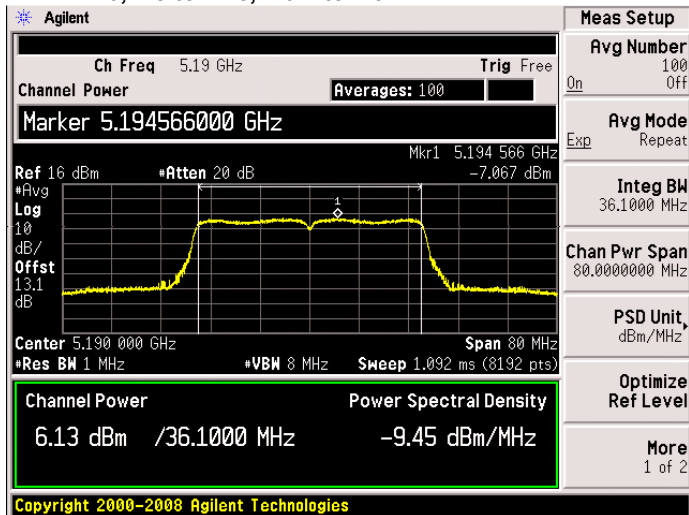 Agilent
Meas Setup
Ch Freq 5.19 GHz Trig Free
Channel Power Averages: 100
Marker 5.194566000 GHz
Mkr1 5.194 566 GHz
Ref 16 dBm #Atten 20 dB -7.067 dBm
#Avg
Log
10
dB/
Offst
13.1
dB
1
Center 5.190 000 GHz Span 80 MHz
#Res BW 1 MHz #VBW 8 MHz Sweep 1.092 ms (8192 pts)
Channel Power Power Spectral Density
6.13 dBm /36.1000 MHz -9.45 dBm/MHz
Copyright 2000-2008 Agilent Technologies
Avg Number
100
On Off
Avg Mode
Exp Repeat
Integ BW
36.1000 MHz
Chan Pwr Span
80.0000000 MHz
PSD Unit
dBm/MHz
Optimize
Ref Level
More
1 of 2